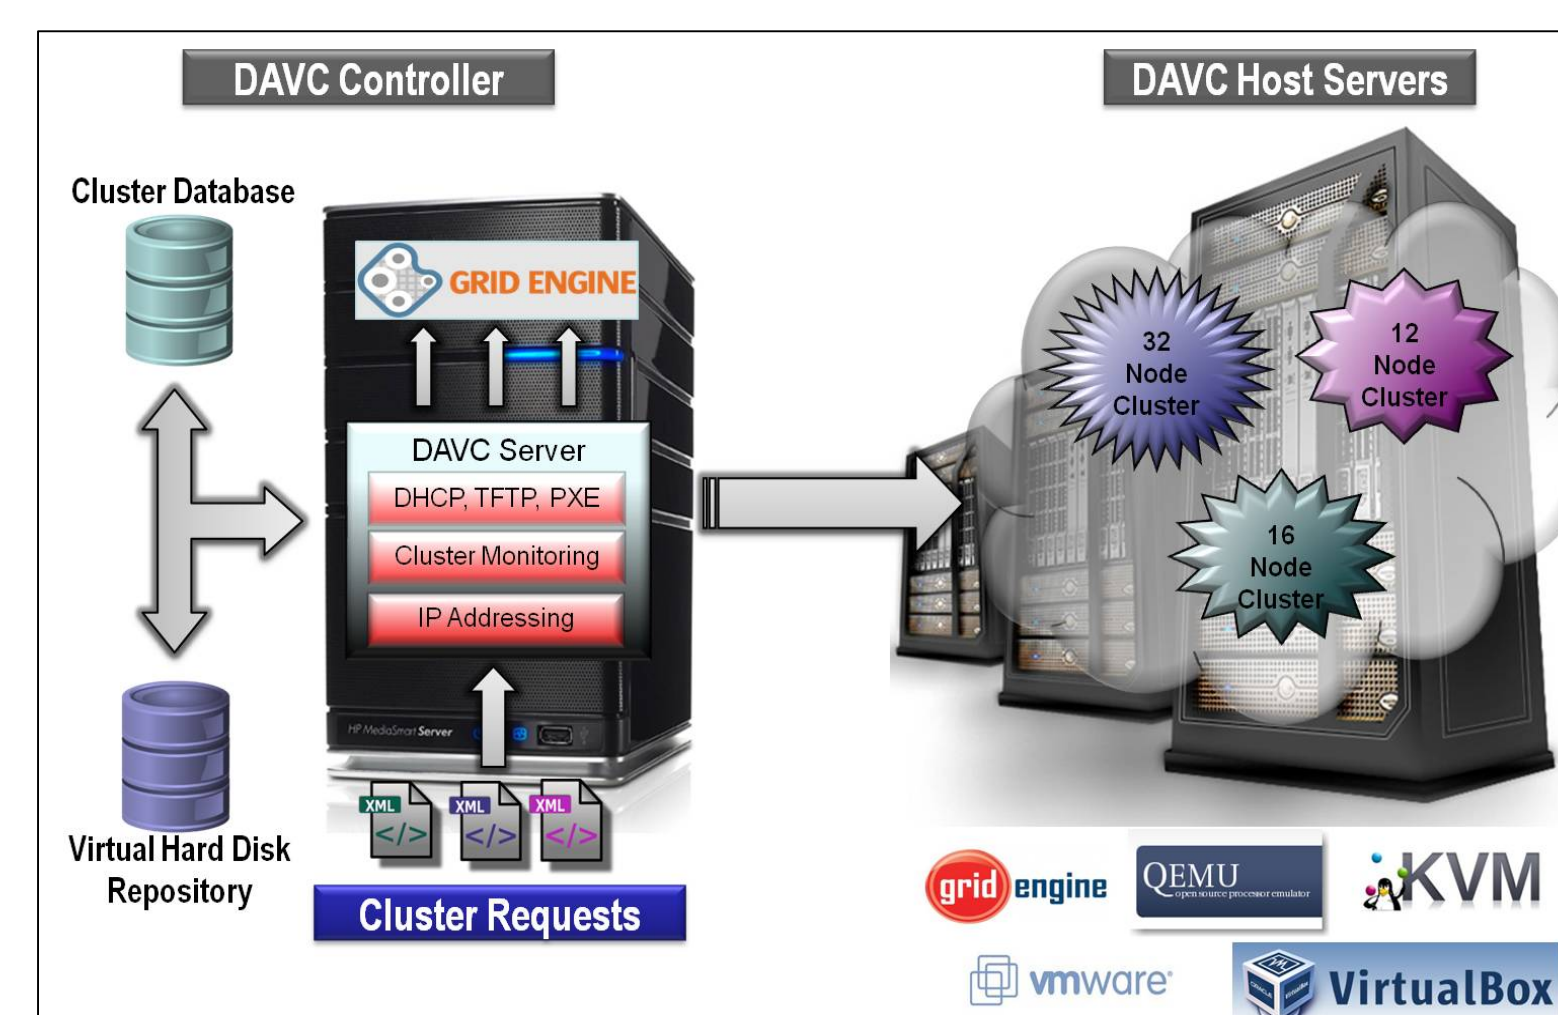 DAVC Controller
DAVC Host Servers
Cluster Database
GRID ENGINE
DAVC Server
DHCP, TFTP, PXE
Cluster Monitoring
IP Addressing
HP MediaSmart Server
XML
</>
XML
</>
XML
</>
Cluster Requests
Virtual Hard Disk
Repository
32
Node
Cluster
12
Node
Cluster
16
Node
Cluster
grid engine
QEMU
open source processor emulator
KVM
vmware
ORACLE
VirtualBox